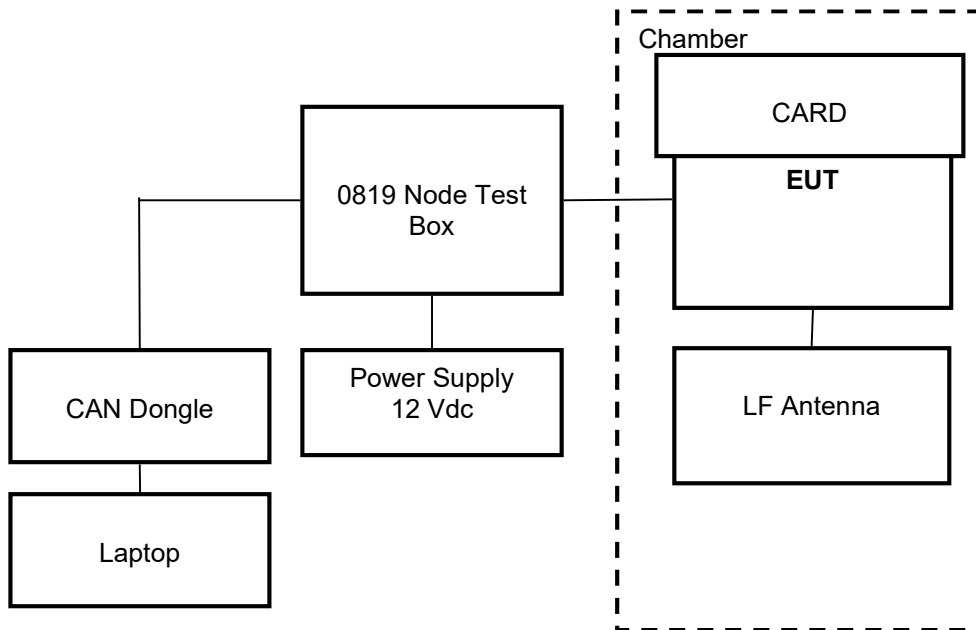 Chamber
CARD
EUT
0819 Node Test
Box
Power Supply
12 Vdc
CAN Dongle
LF Antenna
Laptop